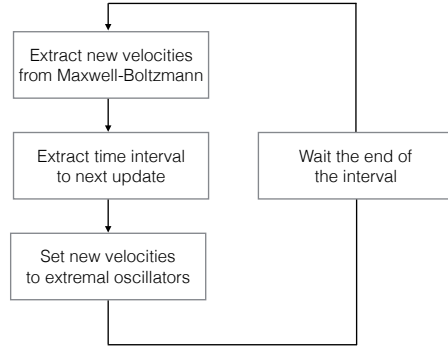 Extract new velocities
from Maxwell-Boltzmann
Extract time interval
to next update
Set new velocities
to extremal oscillators
Wait the end of
the interval